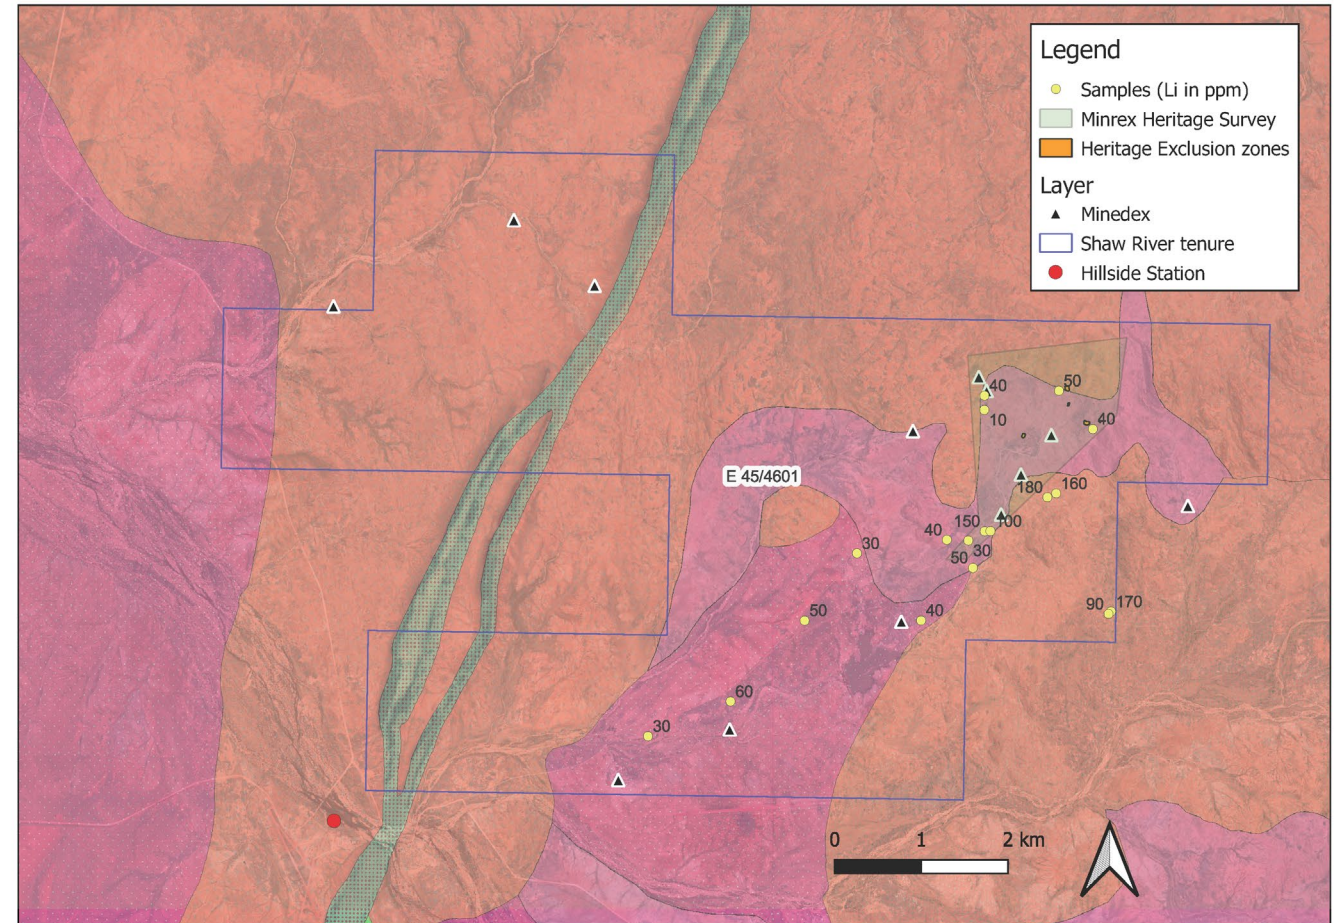 Legend
Samples (Li in ppm)
Minrex Heritage Survey
Heritage Exclusion zones
Layer
Minedex
Shaw River tenure
Hillside Station
40
50
10
40
E 45/4601
180
160
150
100
40
30
50
30
50
40
90
170
60
30
0 1 2 km